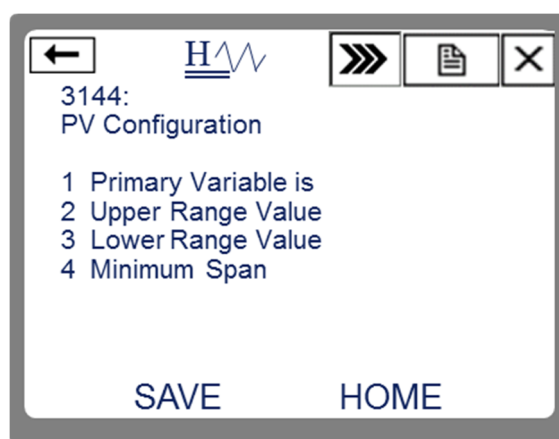 H
3144:
PV Configuration
1 Primary Variable is
2 Upper Range Value
3 Lower Range Value
4 Minimum Span
SAVE HOME